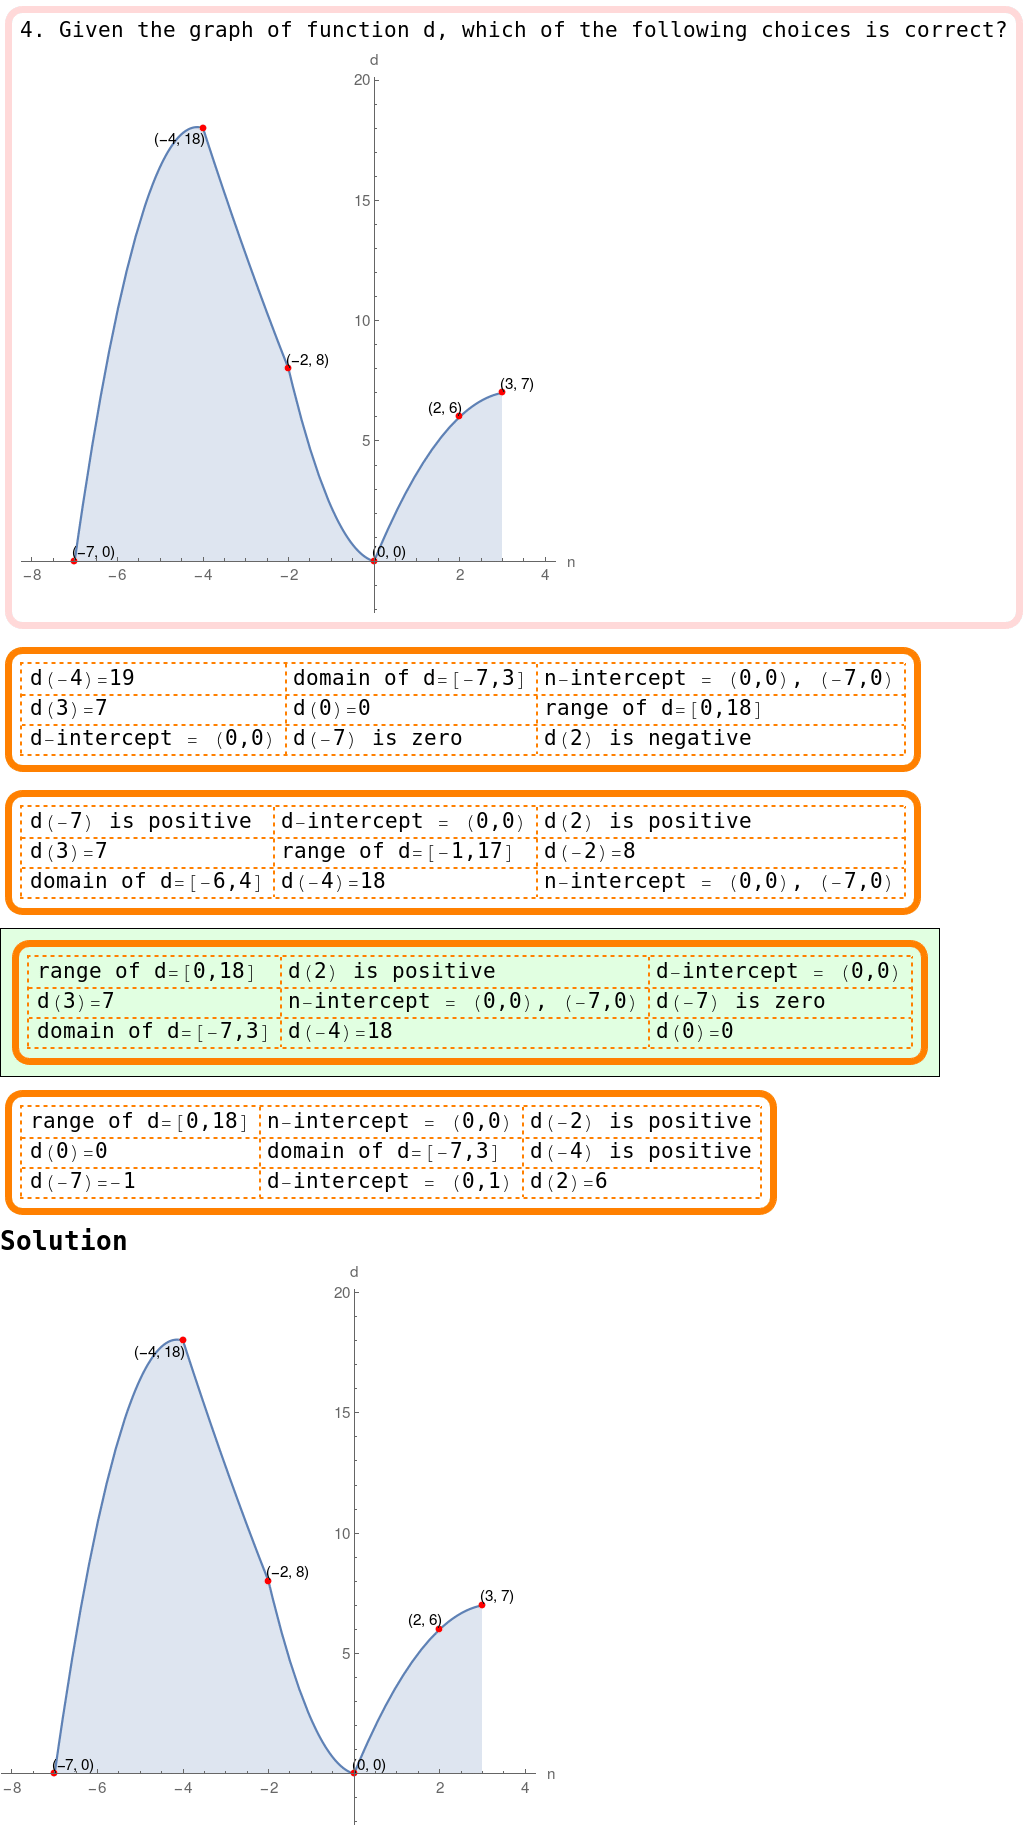 4. Given the graph of function d, which of the following choices is correct?
d
20
(−4, 18)
15
10
(−2, 8)
(3, 7)
(2, 6)
5
(−7, 0)
(0, 0)
n
−8
−6
−4
−2
2
4
d(-4)=19 domain of d=[-7,3] n-intercept = (0,0), (-7,0)
d(3)=7 d(0)=0 range of d=[0,18]
d-intercept = (0,0) d(-7) is zero d(2) is negative
d(-7) is positive d-intercept = (0,0) d(2) is positive
d(3)=7 range of d=[-1,17] d(-2)=8
domain of d=[-6,4] d(-4)=18 n-intercept = (0,0), (-7,0)
range of d=[0,18] d(2) is positive d-intercept = (0,0)
d(3)=7 n-intercept = (0,0), (-7,0) d(-7) is zero
domain of d=[-7,3] d(-4)=18 d(0)=0
range of d=[0,18] n-intercept = (0,0) d(-2) is positive
d(0)=0 domain of d=[-7,3] d(-4) is positive
d(-7)=-1 d-intercept = (0,1) d(2)=6
Solution
d
20
(−4, 18)
15
10
(−2, 8)
(3, 7)
(2, 6)
5
(−7, 0)
(0, 0)
n
−8
−6
−4
−2
2
4